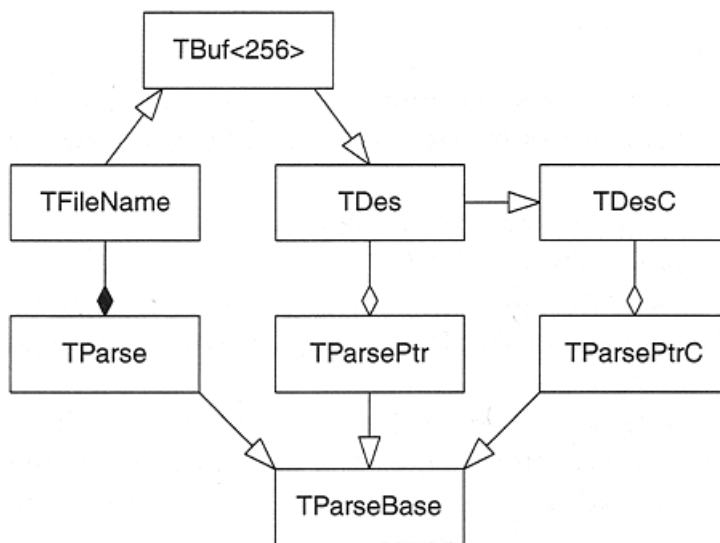 TBuf<256>
TFileName
TDes
TDesC
TParse
TParsePtr
TParsePtrC
TParseBase